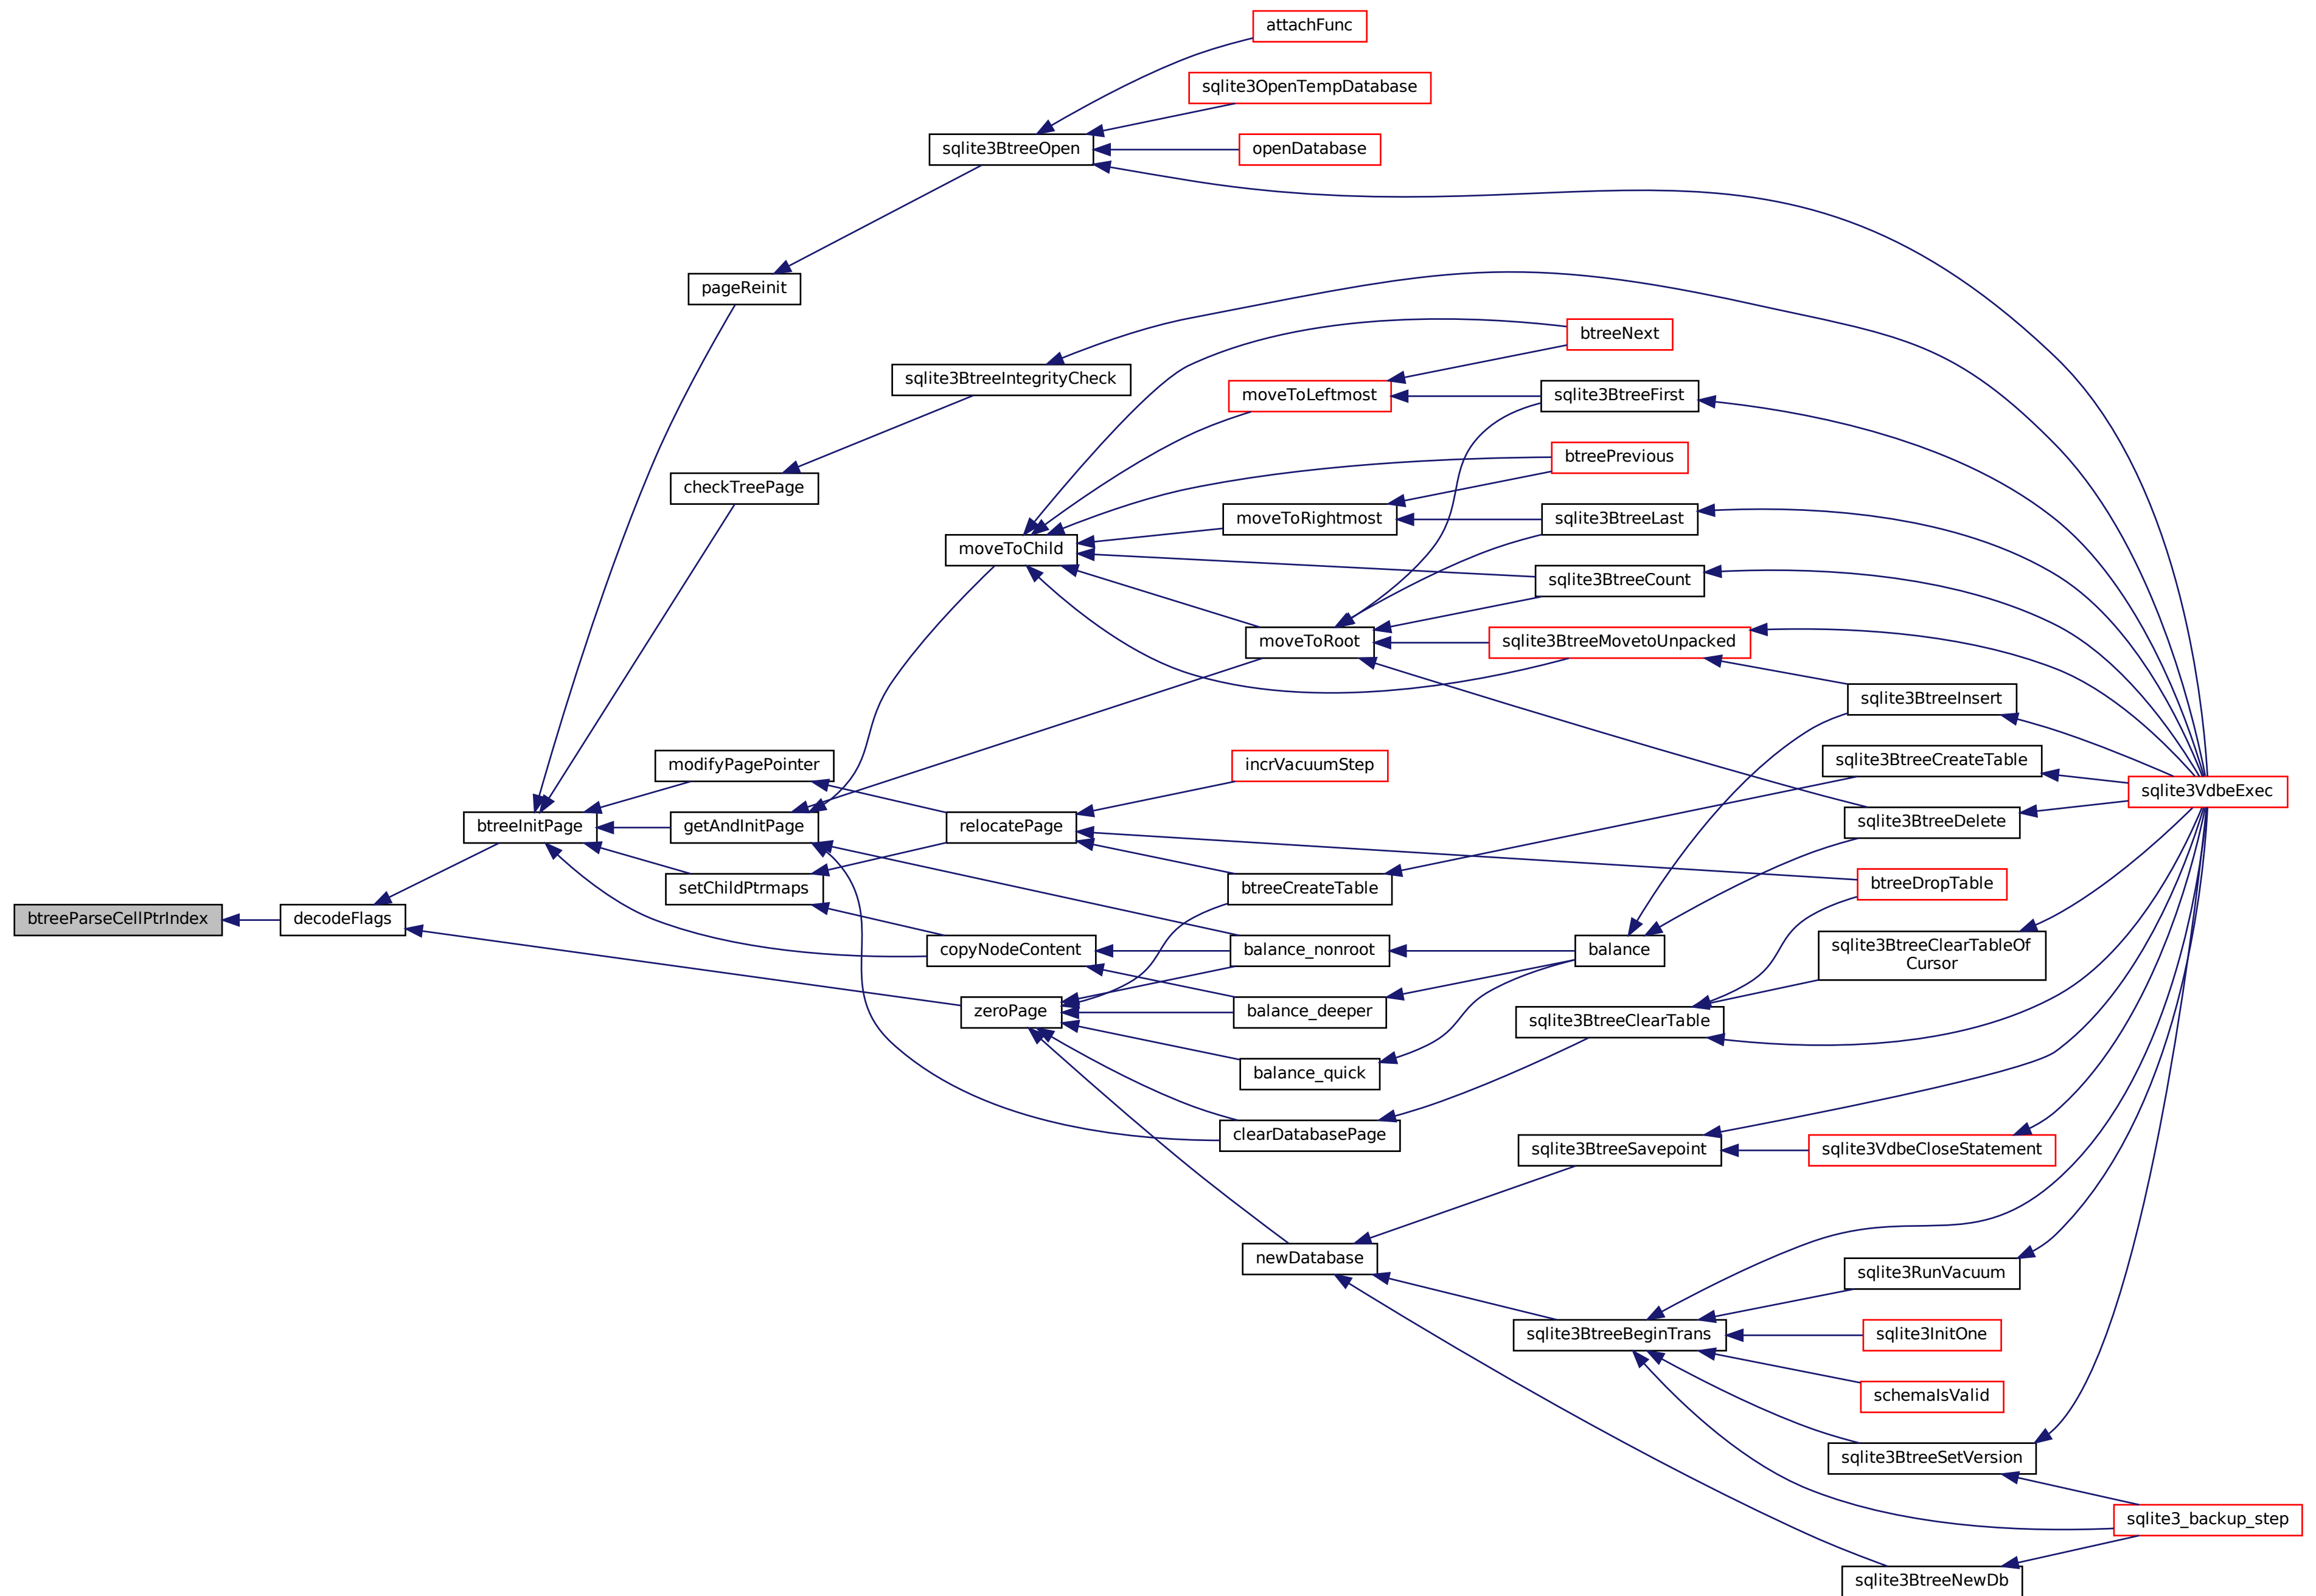 attachFunc
sqlite3OpenTempDatabase
sqlite3BtreeOpen
openDatabase
pageReinit
btreeNext
sqlite3BtreeIntegrityCheck
moveToLeftmost
sqlite3BtreeFirst
btreePrevious
checkTreePage
moveToRightmost
sqlite3BtreeLast
moveToChild
sqlite3BtreeCount
moveToRoot
sqlite3BtreeMovetoUnpacked
sqlite3BtreeInsert
modifyPagePointer
incrVacuumStep
sqlite3BtreeCreateTable
sqlite3VdbeExec
btreeInitPage
getAndInitPage
relocatePage
sqlite3BtreeDelete
setChildPtrmaps
btreeCreateTable
btreeDropTable
btreeParseCellPtrIndex
decodeFlags
copyNodeContent
balance_nonroot
balance
sqlite3BtreeClearTableOf
Cursor
zeroPage
balance_deeper
sqlite3BtreeClearTable
balance_quick
clearDatabasePage
sqlite3BtreeSavepoint
sqlite3VdbeCloseStatement
newDatabase
sqlite3RunVacuum
sqlite3BtreeBeginTrans
sqlite3InitOne
schemaIsValid
sqlite3BtreeSetVersion
sqlite3_backup_step
sqlite3BtreeNewDb